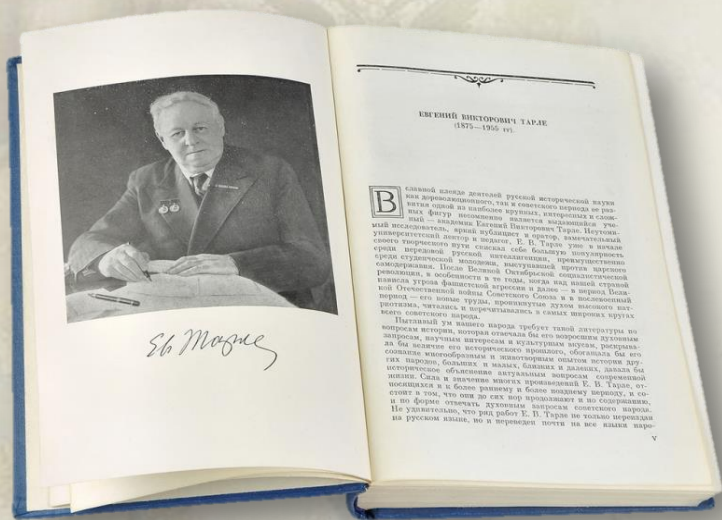 Ев Тарле
ЕВГЕНИЙ ВИКТОРОВИЧ ТАРЛЕ
(1875—1955 гг).
В славной плеяде деятелей русской исторической науки
как дореволюционного, так и советского периода ее раз-
вития одной из наиболее крупных, интересных и слож-
ных фигур несомненно является выдающийся уче-
ный — академик Евгений Викторович Тарле. Неутоми-
мый исследователь, яркий публицист и оратор, замечательный
университетский лектор и педагог, Е. В. Тарле уже в начале
своего творческого пути снискал себе большую популярность
среди передовой русской интеллигенции, преимущественно
среди студенческой молодежи, выступавшей против царского
самодержавия. После Великой Октябрьской социалистической
революции, в особенности в те годы, когда над нашей страной
нависла угроза фашистской агрессии и далее — в период Вели-
кой Отечественной войны Советского Союза и в послевоенный
период — его новые труды, проникнутые духом высокого пат-
риотизма, читались и перечитывались в самых широких кругах
всего советского народа.
Пытливый ум нашего народа требует такой литературы по
вопросам истории, которая отвечала бы его возросшим духовным
запросам, научным интересам и культурным вкусам, раскрыва-
ла бы величие его исторического прошлого, обогащала бы его
сознание многообразным и животворным опытом истории дру-
гих народов, больших и малых, близких и далеких, давала бы
историческое объяснение актуальным вопросам современной
жизни. Сила и значение многих произведений Е. В. Тарле, от-
носящихся и к более раннему и более позднему периоду, и со-
стоит в том, что они до сих пор продолжают и по содержанию,
и по форме отвечать духовным запросам советского народа.
Не удивительно, что ряд работ Е. В. Тарле не только переиздан
на русском языке, но и переведен почти на все языки наро-
V